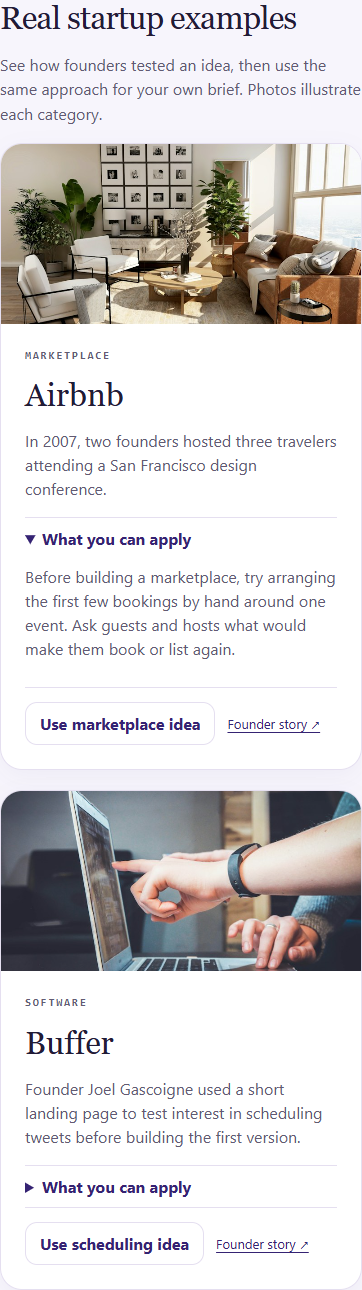 Real startup examples
See how founders tested an idea, then use the
same approach for your own brief. Photos illustrate
each category.
MARKETPLACE
Airbnb
In 2007, two founders hosted three travelers
attending a San Francisco design
conference.
▼ What you can apply
Before building a marketplace, try arranging
the first few bookings by hand around one
event. Ask guests and hosts what would
make them book or list again.
Use marketplace idea Founder story ↗
SOFTWARE
Buffer
Founder Joel Gascoigne used a short
landing page to test interest in scheduling
tweets before building the first version.
▶ What you can apply
Use scheduling idea Founder story ↗